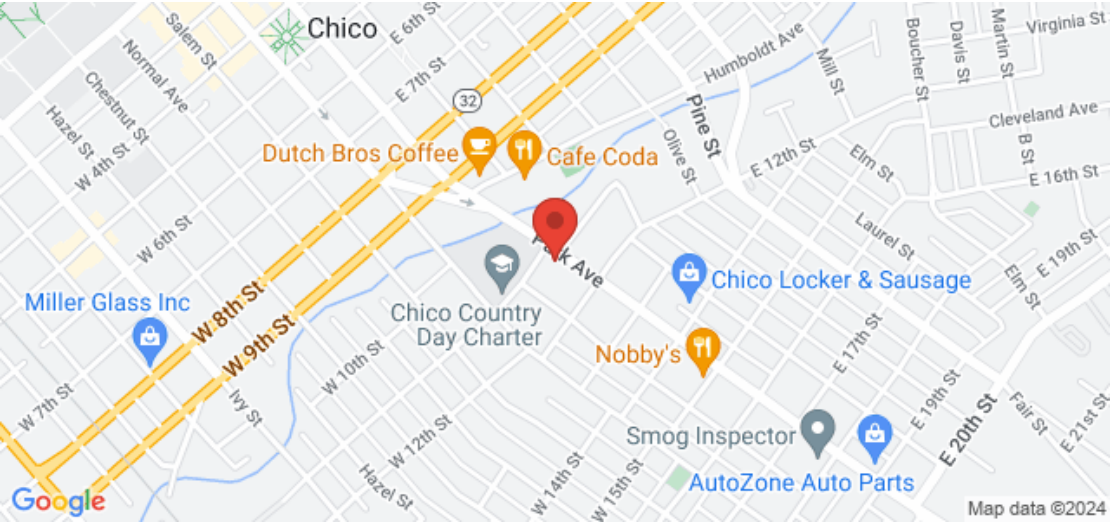 Chico
E 6th St
Salem St
Normal Ave
E 7th St
Humboldt Ave
Mill St
Boucher St
Davis St
Martin St
Virginia St
Chestnut St
Hazel St
32
Pine St
Cleveland Ave
B St
W 4th St
Dutch Bros Coffee
Cafe Coda
Olive St
E 12th St
Elm St
E 16th St
W 6th St
Park Ave
Laurel St
E 19th St
Elm St
Miller Glass Inc
W 8th St
W 9th St
Chico Country
Day Charter
Chico Locker & Sausage
W 10th St
Nobby's
E 17th St
W 7th St
Ivy St
W 12th St
Smog Inspector
E 19th St
E 20th St
Fair St
E 21st St
Hazel St
W 14th St
W 15th St
AutoZone Auto Parts
Google
Map data ©2024